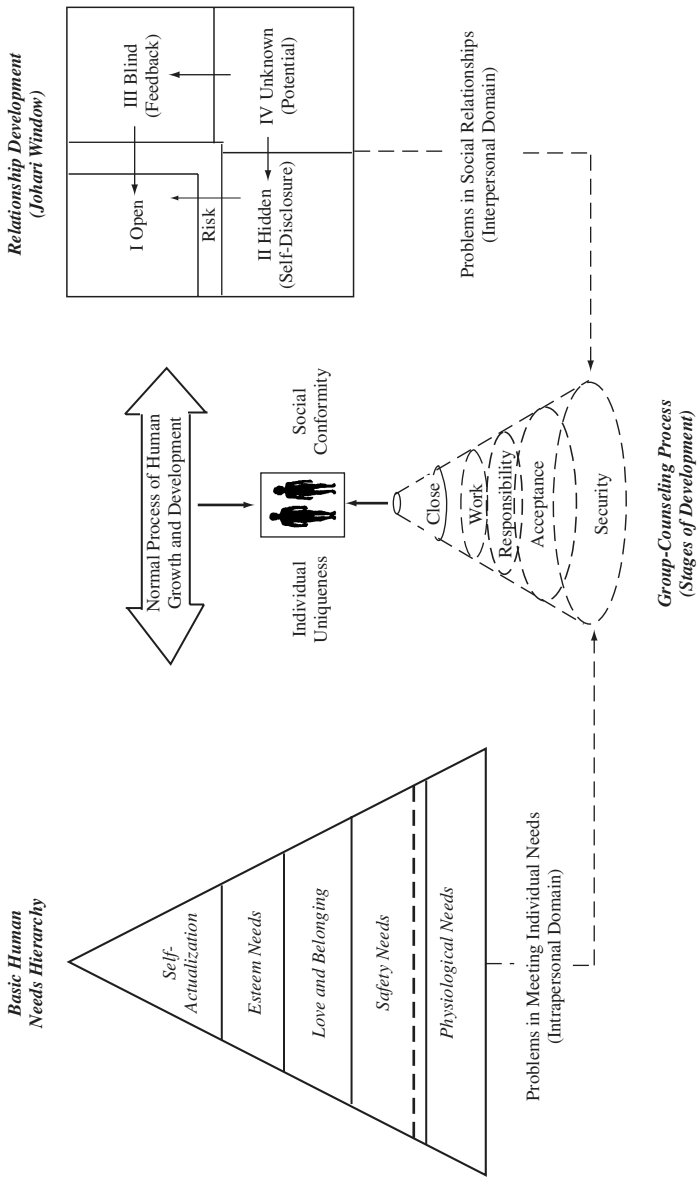 Basic Human
Needs Hierarchy
Self-
Actualization
Esteem Needs
Love and Belonging
Safety Needs
Physiological Needs
Problems in Meeting Individual Needs
(Intrapersonal Domain)
Normal Process of Human
Growth and Development
Individual
Uniqueness
Social
Conformity
Close
Work
Responsibility
Acceptance
Security
Group-Counseling Process
(Stages of Development)
Relationship Development
(Johari Window)
I Open
III Blind
(Feedback)
Risk
II Hidden
(Self-Disclosure)
IV Unknown
(Potential)
Problems in Social Relationships
(Interpersonal Domain)